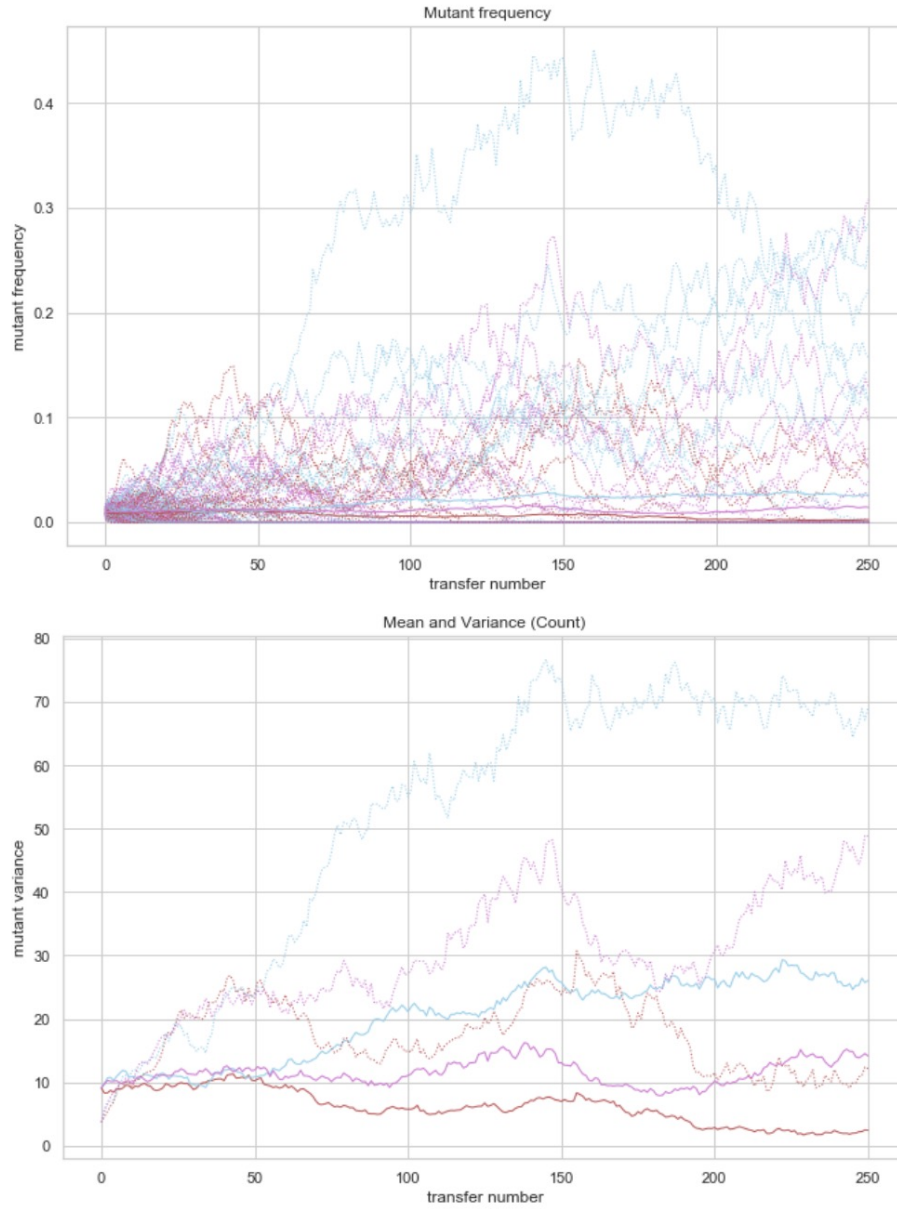 Mutant frequency
mutant frequency
0.4
0.3
0.2
0.1
0.0
0 50 100 150 200 250
transfer number
Mean and Variance (Count)
mutant variance
80
70
60
50
40
30
20
10
0
0 50 100 150 200 250
transfer number